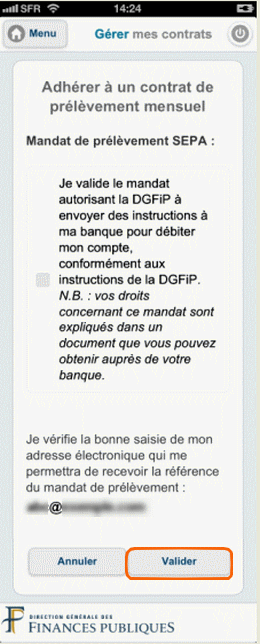 SFR 14:24
Menu Gérer mes contrats
Adhérer à un contrat de
prélèvement mensuel
Mandat de prélèvement SEPA :
Je valide le mandat
autorisant la DGFiP à
envoyer des instructions à
ma banque pour débiter
mon compte,
conformément aux
instructions de la DGFiP.
N.B. : vos droits
concernant ce mandat sont
expliqués dans un
document que vous pouvez
obtenir auprès de votre
banque.
Je vérifie la bonne saisie de mon
adresse électronique qui me
permettra de recevoir la référence
du mandat de prélèvement :
@
Annuler Valider
DIRECTION GÉNÉRALE DES
FINANCES PUBLIQUES